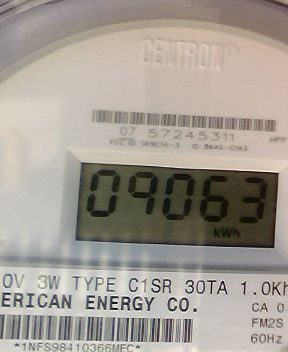 CENTRON®
07 57245311
09063
kWh
0V 3W TYPE C1SR 30TA 1.0Kh
ERICAN ENERGY CO.
CA 0
FM2S
60Hz
*1NFS98410366MEC*